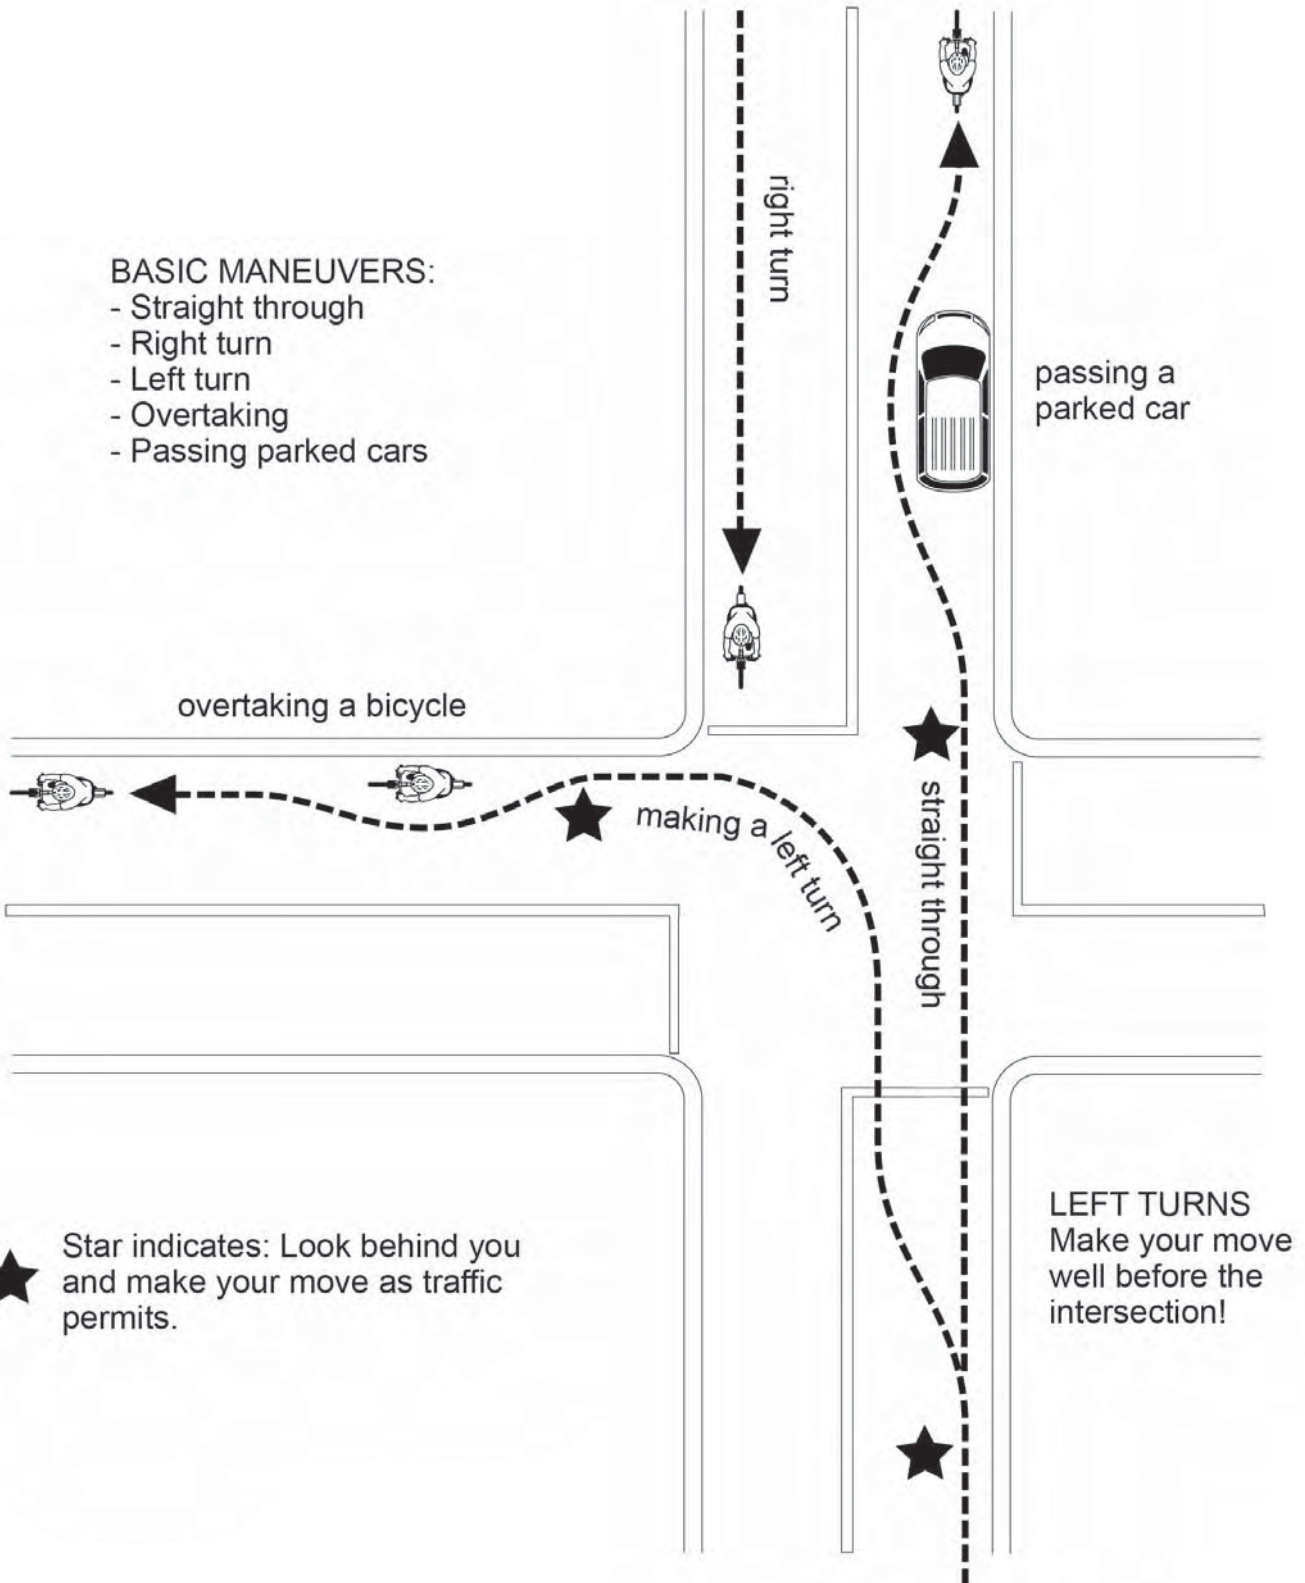 BASIC MANEUVERS:
- Straight through
- Right turn
- Left turn
- Overtaking
- Passing parked cars
right turn
passing a
parked car
overtaking a bicycle
making a left turn
straight through
Star indicates: Look behind you
and make your move as traffic
permits.
LEFT TURNS
Make your move
well before the
intersection!